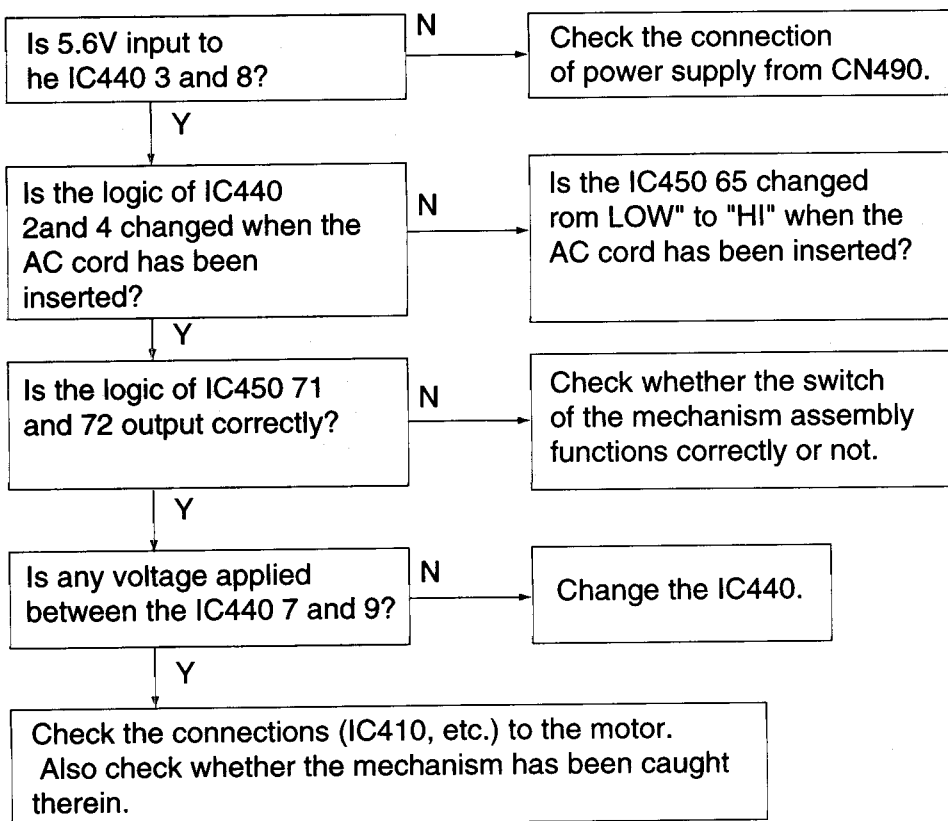 Is 5.6V input to
he IC440 3 and 8?
N
Check the connection
of power supply from CN490.
Y
Is the logic of IC440
2and 4 changed when the
AC cord has been
inserted?
N
Is the IC450 65 changed
rom LOW" to "HI" when the
AC cord has been inserted?
Y
Is the logic of IC450 71
and 72 output correctly?
N
Check whether the switch
of the mechanism assembly
functions correctly or not.
Y
Is any voltage applied
between the IC440 7 and 9?
N
Change the IC440.
Y
Check the connections (IC410, etc.) to the motor.
Also check whether the mechanism has been caught
therein.